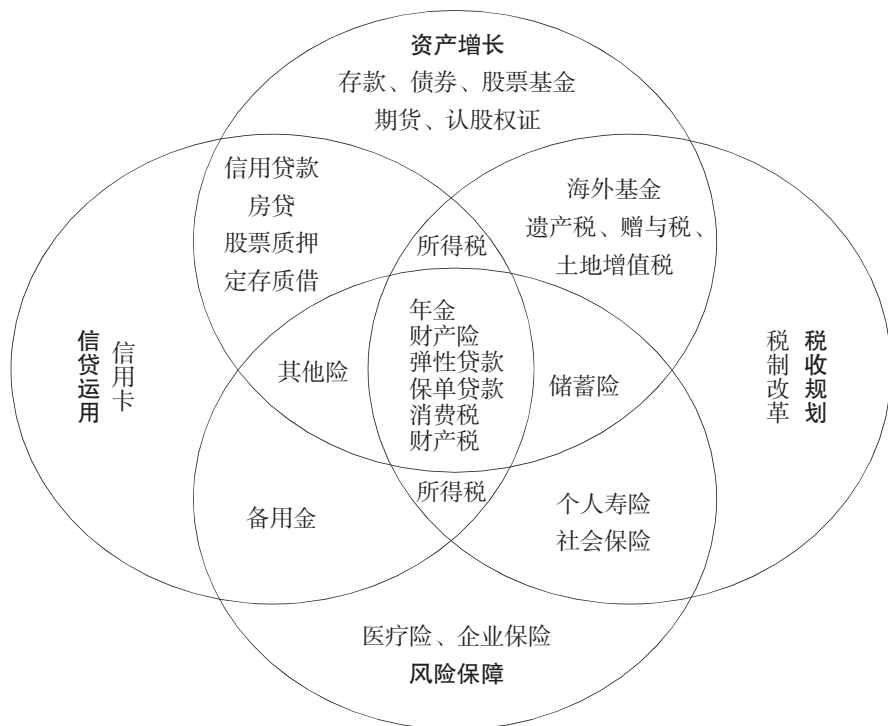 资产增长
存款、债券、股票基金
期货、认股权证
信用贷款
房贷
股票质押
定存质借
海外基金
遗产税、赠与税、
土地增值税
所得税
信贷运用
信用卡
其他险
年金
财产险
弹性贷款
保单贷款
消费税
财产税
储蓄险
税制改革
税收规划
所得税
备用金
个人寿险
社会保险
医疗险、企业保险
风险保障